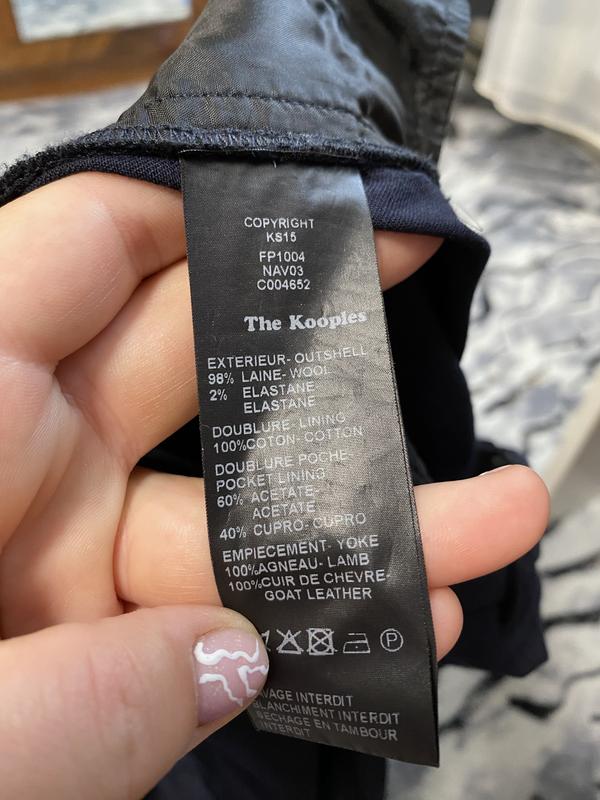 COPYRIGHT
KS15
FP1004
NAV03
C004652
The Kooples
EXTERIEUR- OUTSHELL
98% LAINE- WOOL
2% ELASTANE
ELASTANE
DOUBLURE- LINING
100%COTON- COTTON
DOUBLURE POCHE-
POCKET LINING
60% ACETATE-
ACETATE
40% CUPRO- CUPRO
EMPIECEMENT- YOKE
100%AGNEAU- LAMB
100%CUIR DE CHEVRE-
GOAT LEATHER
P
AVAGE INTERDIT
BLANCHIMENT INTERDIT
SECHAGE EN TAMBOUR
INTERDIT